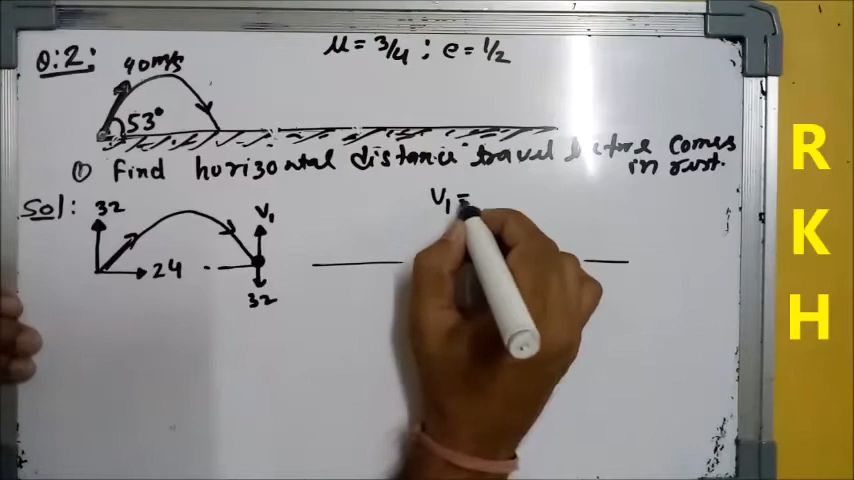 Q:2:
40m/s
μ = 3/4 ; e = 1/2
53°
① Find horizontal distance travel before comes
in rest.
Sol:
32
24
V₁
32
V₁ =
R
K
H